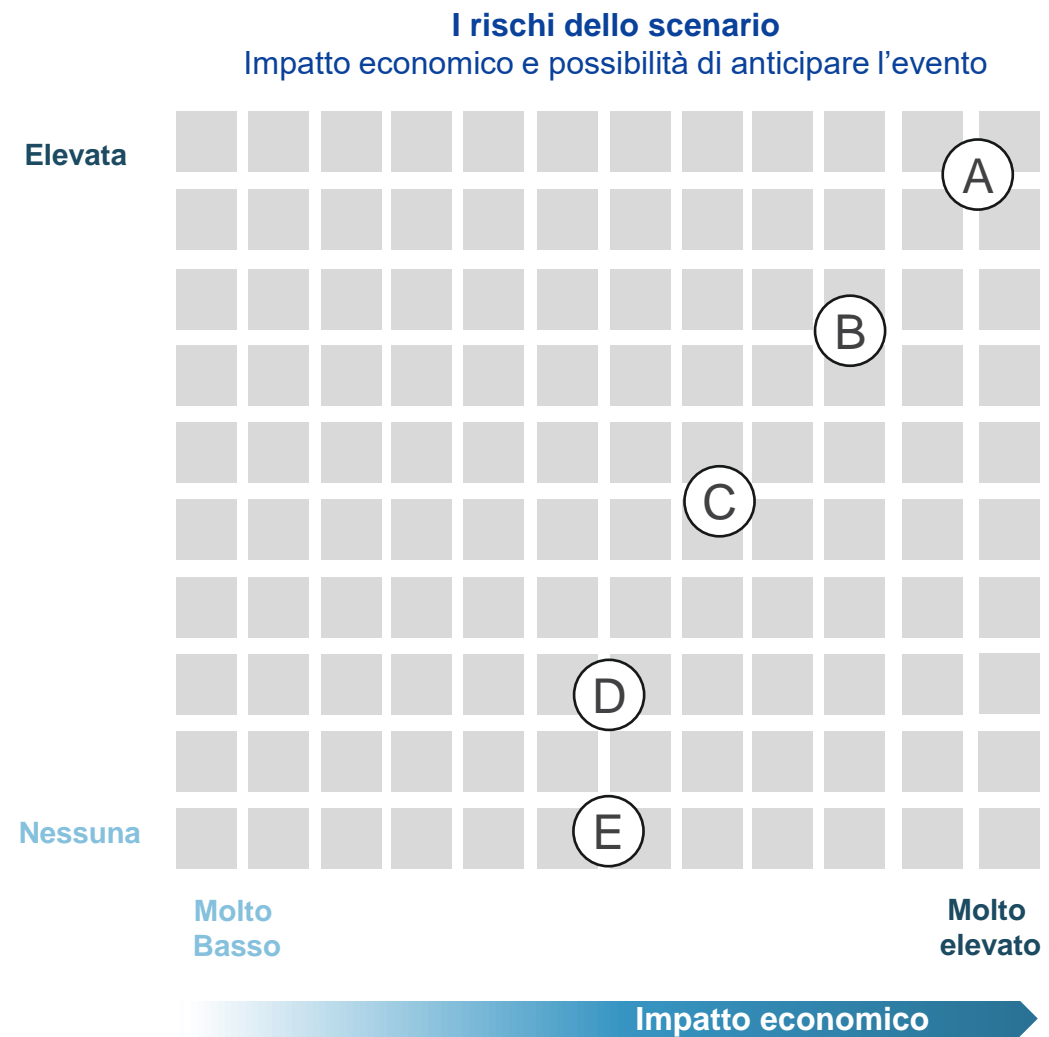 I rischi dello scenario
Impatto economico e possibilità di anticipare l’evento
Elevata
A
B
C
D
E
Nessuna
Molto
Basso
Molto
elevato
Impatto economico